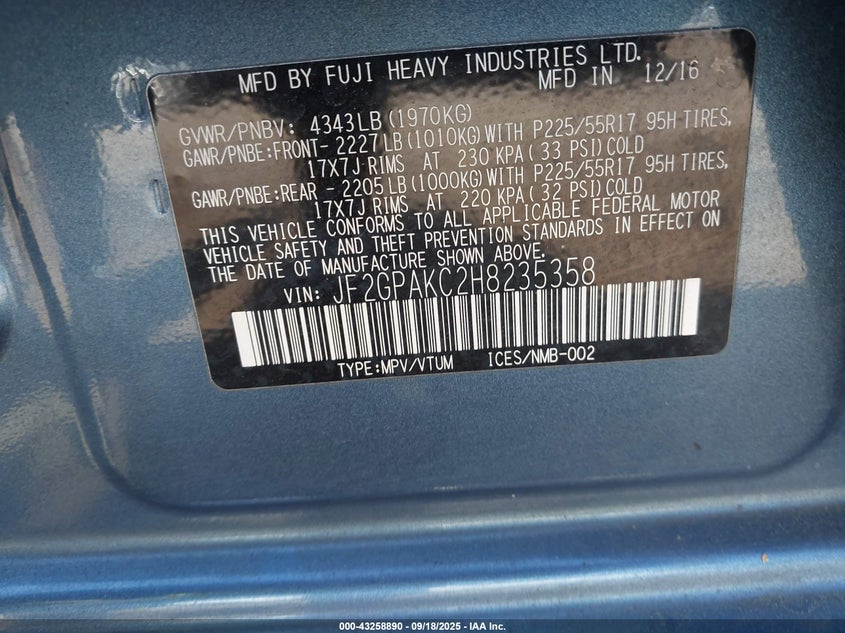 MFD BY FUJI HEAVY INDUSTRIES LTD.
MFD IN 12/16
GVWR/PNBV: 4343LB(1970KG)
GAWR/PNBE:FRONT- 2227LB(1010KG)WITH P225/55R17 95H TIRES,
17X7J RIMS AT 230 KPA(33 PSI)COLD
GAWR/PNBE:REAR - 2205LB(1000KG)WITH P225/55R17 95H TIRES,
17X7J RIMS AT 220 KPA(32 PSI)COLD
THIS VEHICLE CONFORMS TO ALL APPLICABLE FEDERAL MOTOR
VEHICLE SAFETY AND THEFT PREVENTION STANDARDS IN EFFECT ON
THE DATE OF MANUFACTURE SHOWN ABOVE.
VIN: JF2GPAKC2H8235358
TYPE:MPV/VTUM ICES/NMB-002
000-43258890 - 09/18/2025 - IAA Inc.